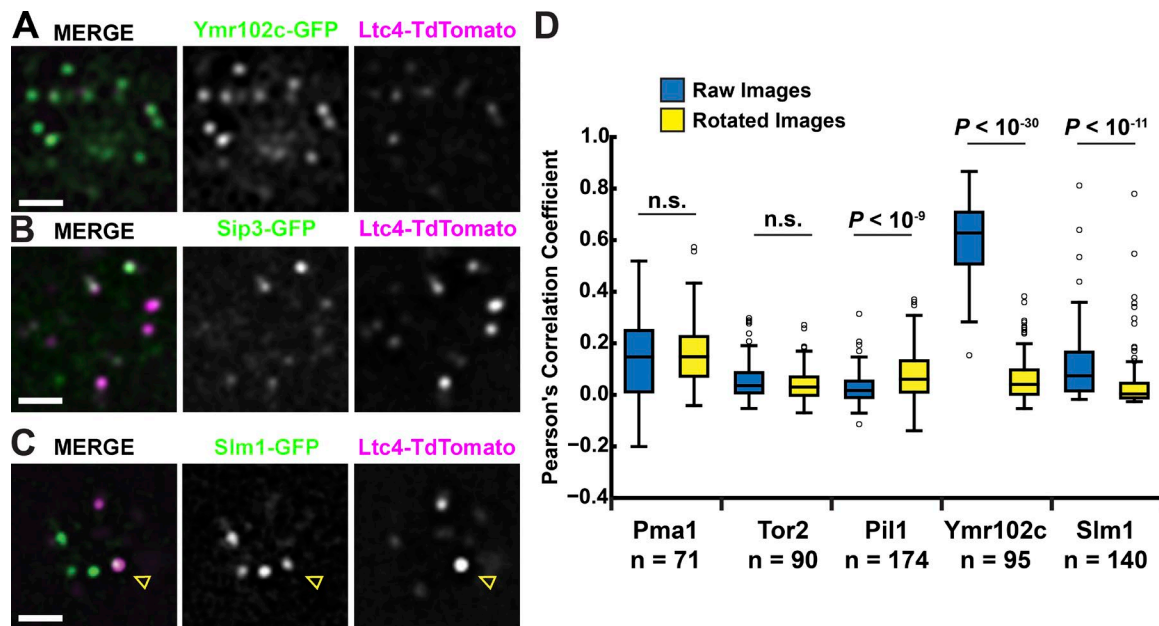 A
MERGE
Ymr102c-GFP
Ltc4-TdTomato
B
MERGE
Sip3-GFP
Ltc4-TdTomato
C
MERGE
Slm1-GFP
Ltc4-TdTomato
D
Raw Images
Rotated Images
Pearson's Correlation Coefficient
1.0
0.8
0.6
0.4
0.2
0.0
−0.2
−0.4
n.s.
n.s.
P < 10⁻⁹
P < 10⁻³⁰
P < 10⁻¹¹
Pma1 Tor2 Pil1 Ymr102c Slm1
n = 71 n = 90 n = 174 n = 95 n = 140